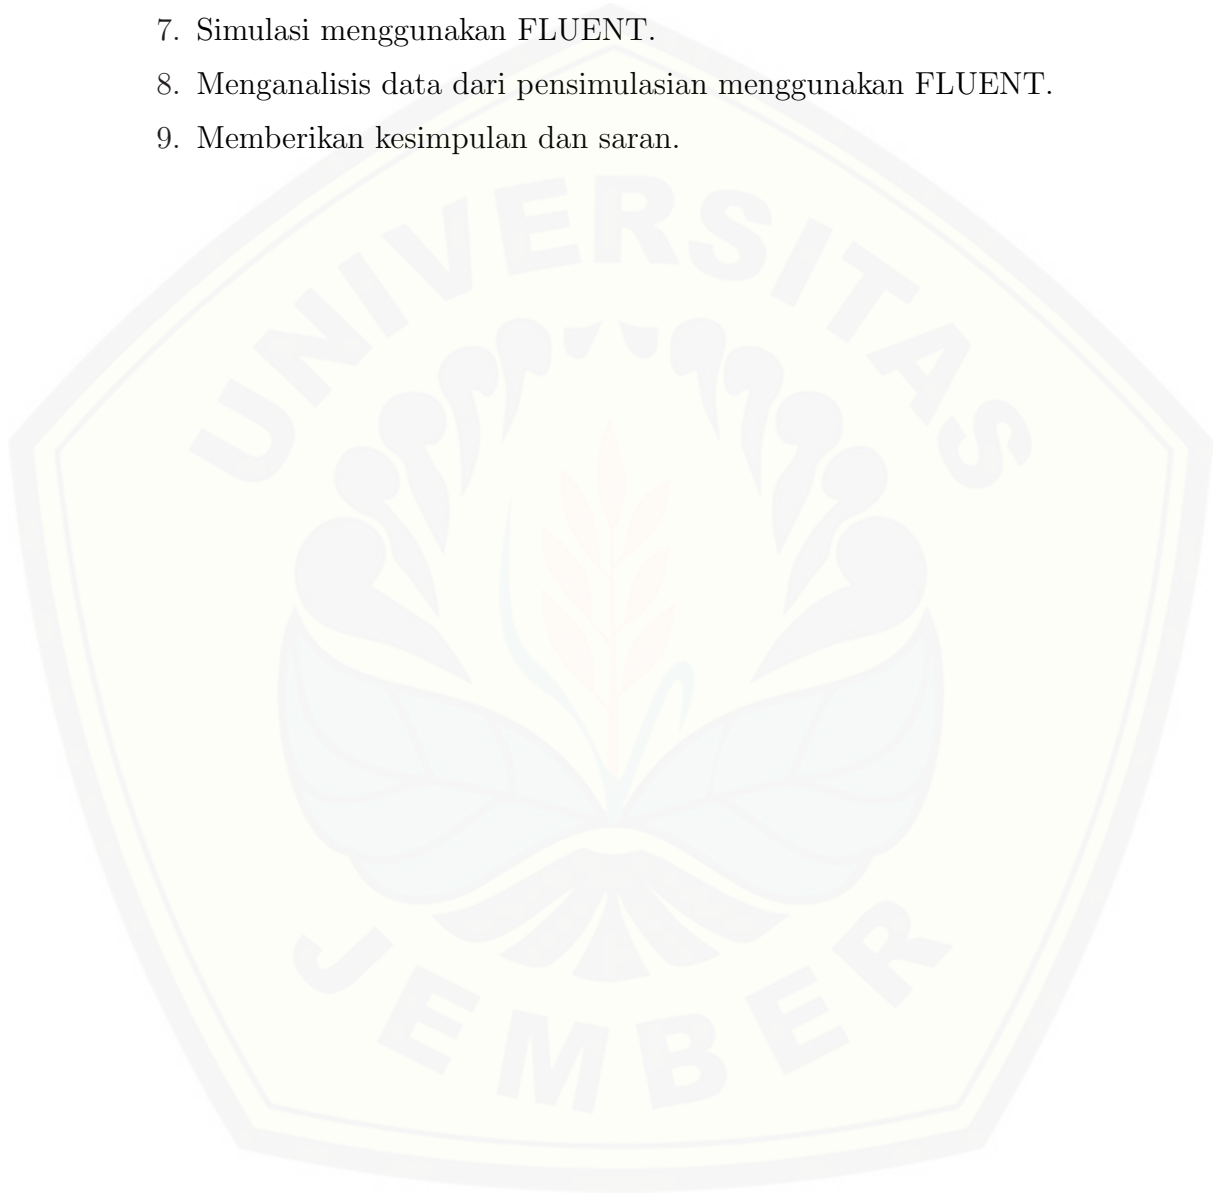 7. Simulasi menggunakan FLUENT.
8. Menganalisis data dari pensimulasian menggunakan FLUENT.
9. Memberikan kesimpulan dan saran.
UNIVERSITAS
JEMBER